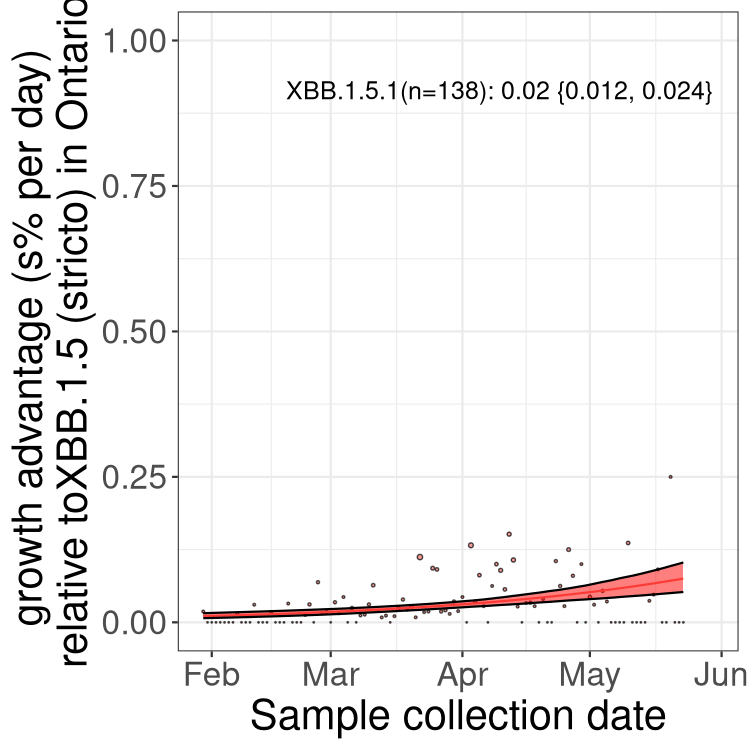 growth advantage (s% per day)
relative toXBB.1.5 (stricto) in Ontario
1.00
0.75
0.50
0.25
0.00
XBB.1.5.1(n=138): 0.02 {0.012, 0.024}
Feb Mar Apr May Jun
Sample collection date